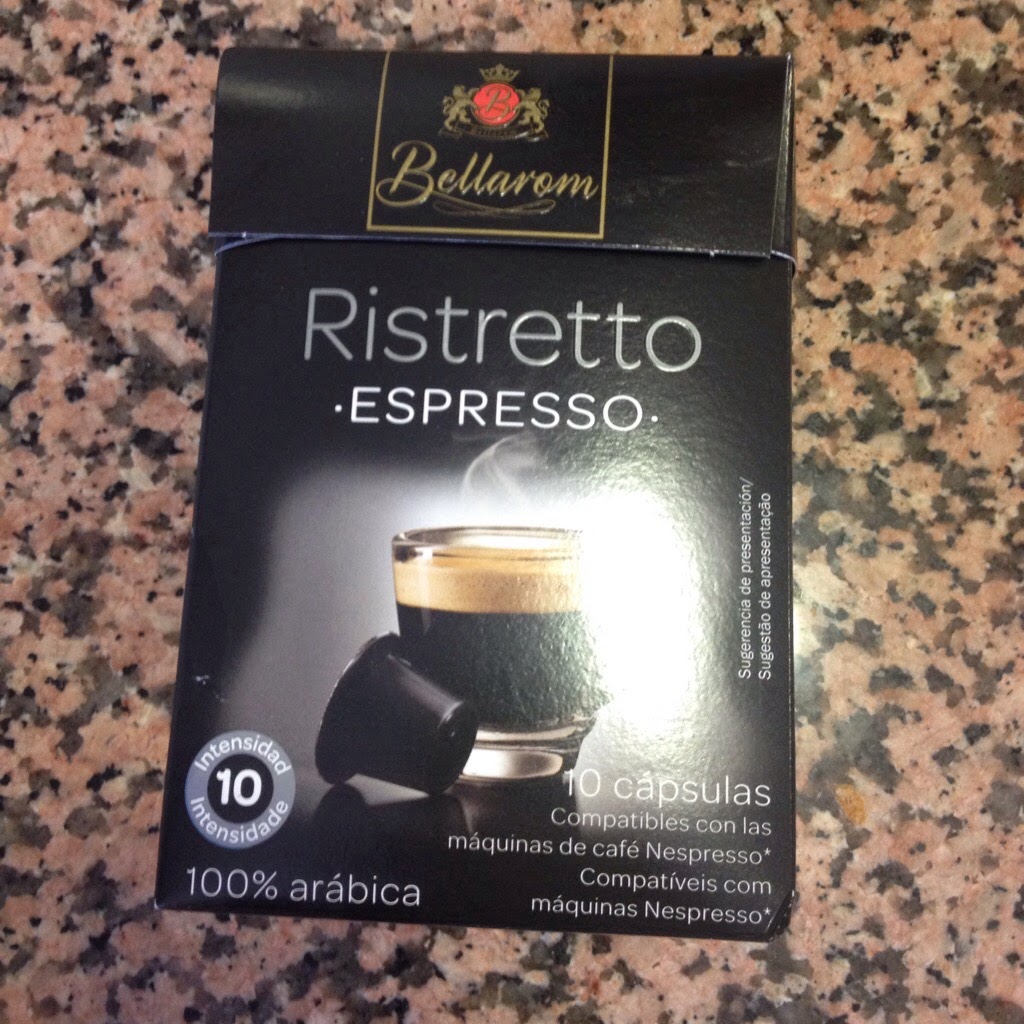 B
Bellarom
Ristretto
·ESPRESSO·
Sugerencia de presentación/
Sugestão de apresentação
Intensidad
10
Intensidade
10 cápsulas
Compatibles con las
máquinas de café Nespresso*
Compatíveis com
máquinas Nespresso*
100% arábica